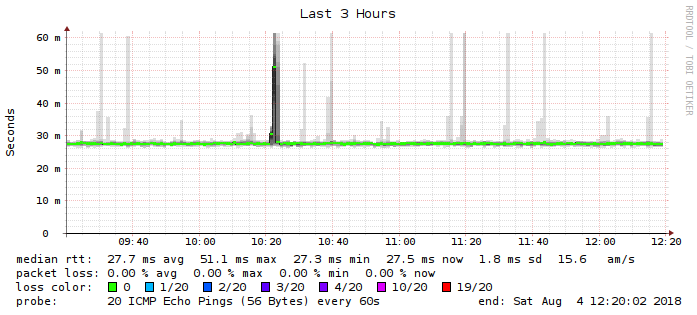 Last 3 Hours
RRDTOOL / TOBI OETIKER
Seconds
60 m
50 m
40 m
30 m
20 m
10 m
0
09:40 10:00 10:20 10:40 11:00 11:20 11:40 12:00 12:20
median rtt: 27.7 ms avg 51.1 ms max 27.3 ms min 27.5 ms now 1.8 ms sd 15.6 am/s
packet loss: 0.00 % avg 0.00 % max 0.00 % min 0.00 % now
loss color: 0 1/20 2/20 3/20 4/20 10/20 19/20
probe: 20 ICMP Echo Pings (56 Bytes) every 60s end: Sat Aug 4 12:20:02 2018